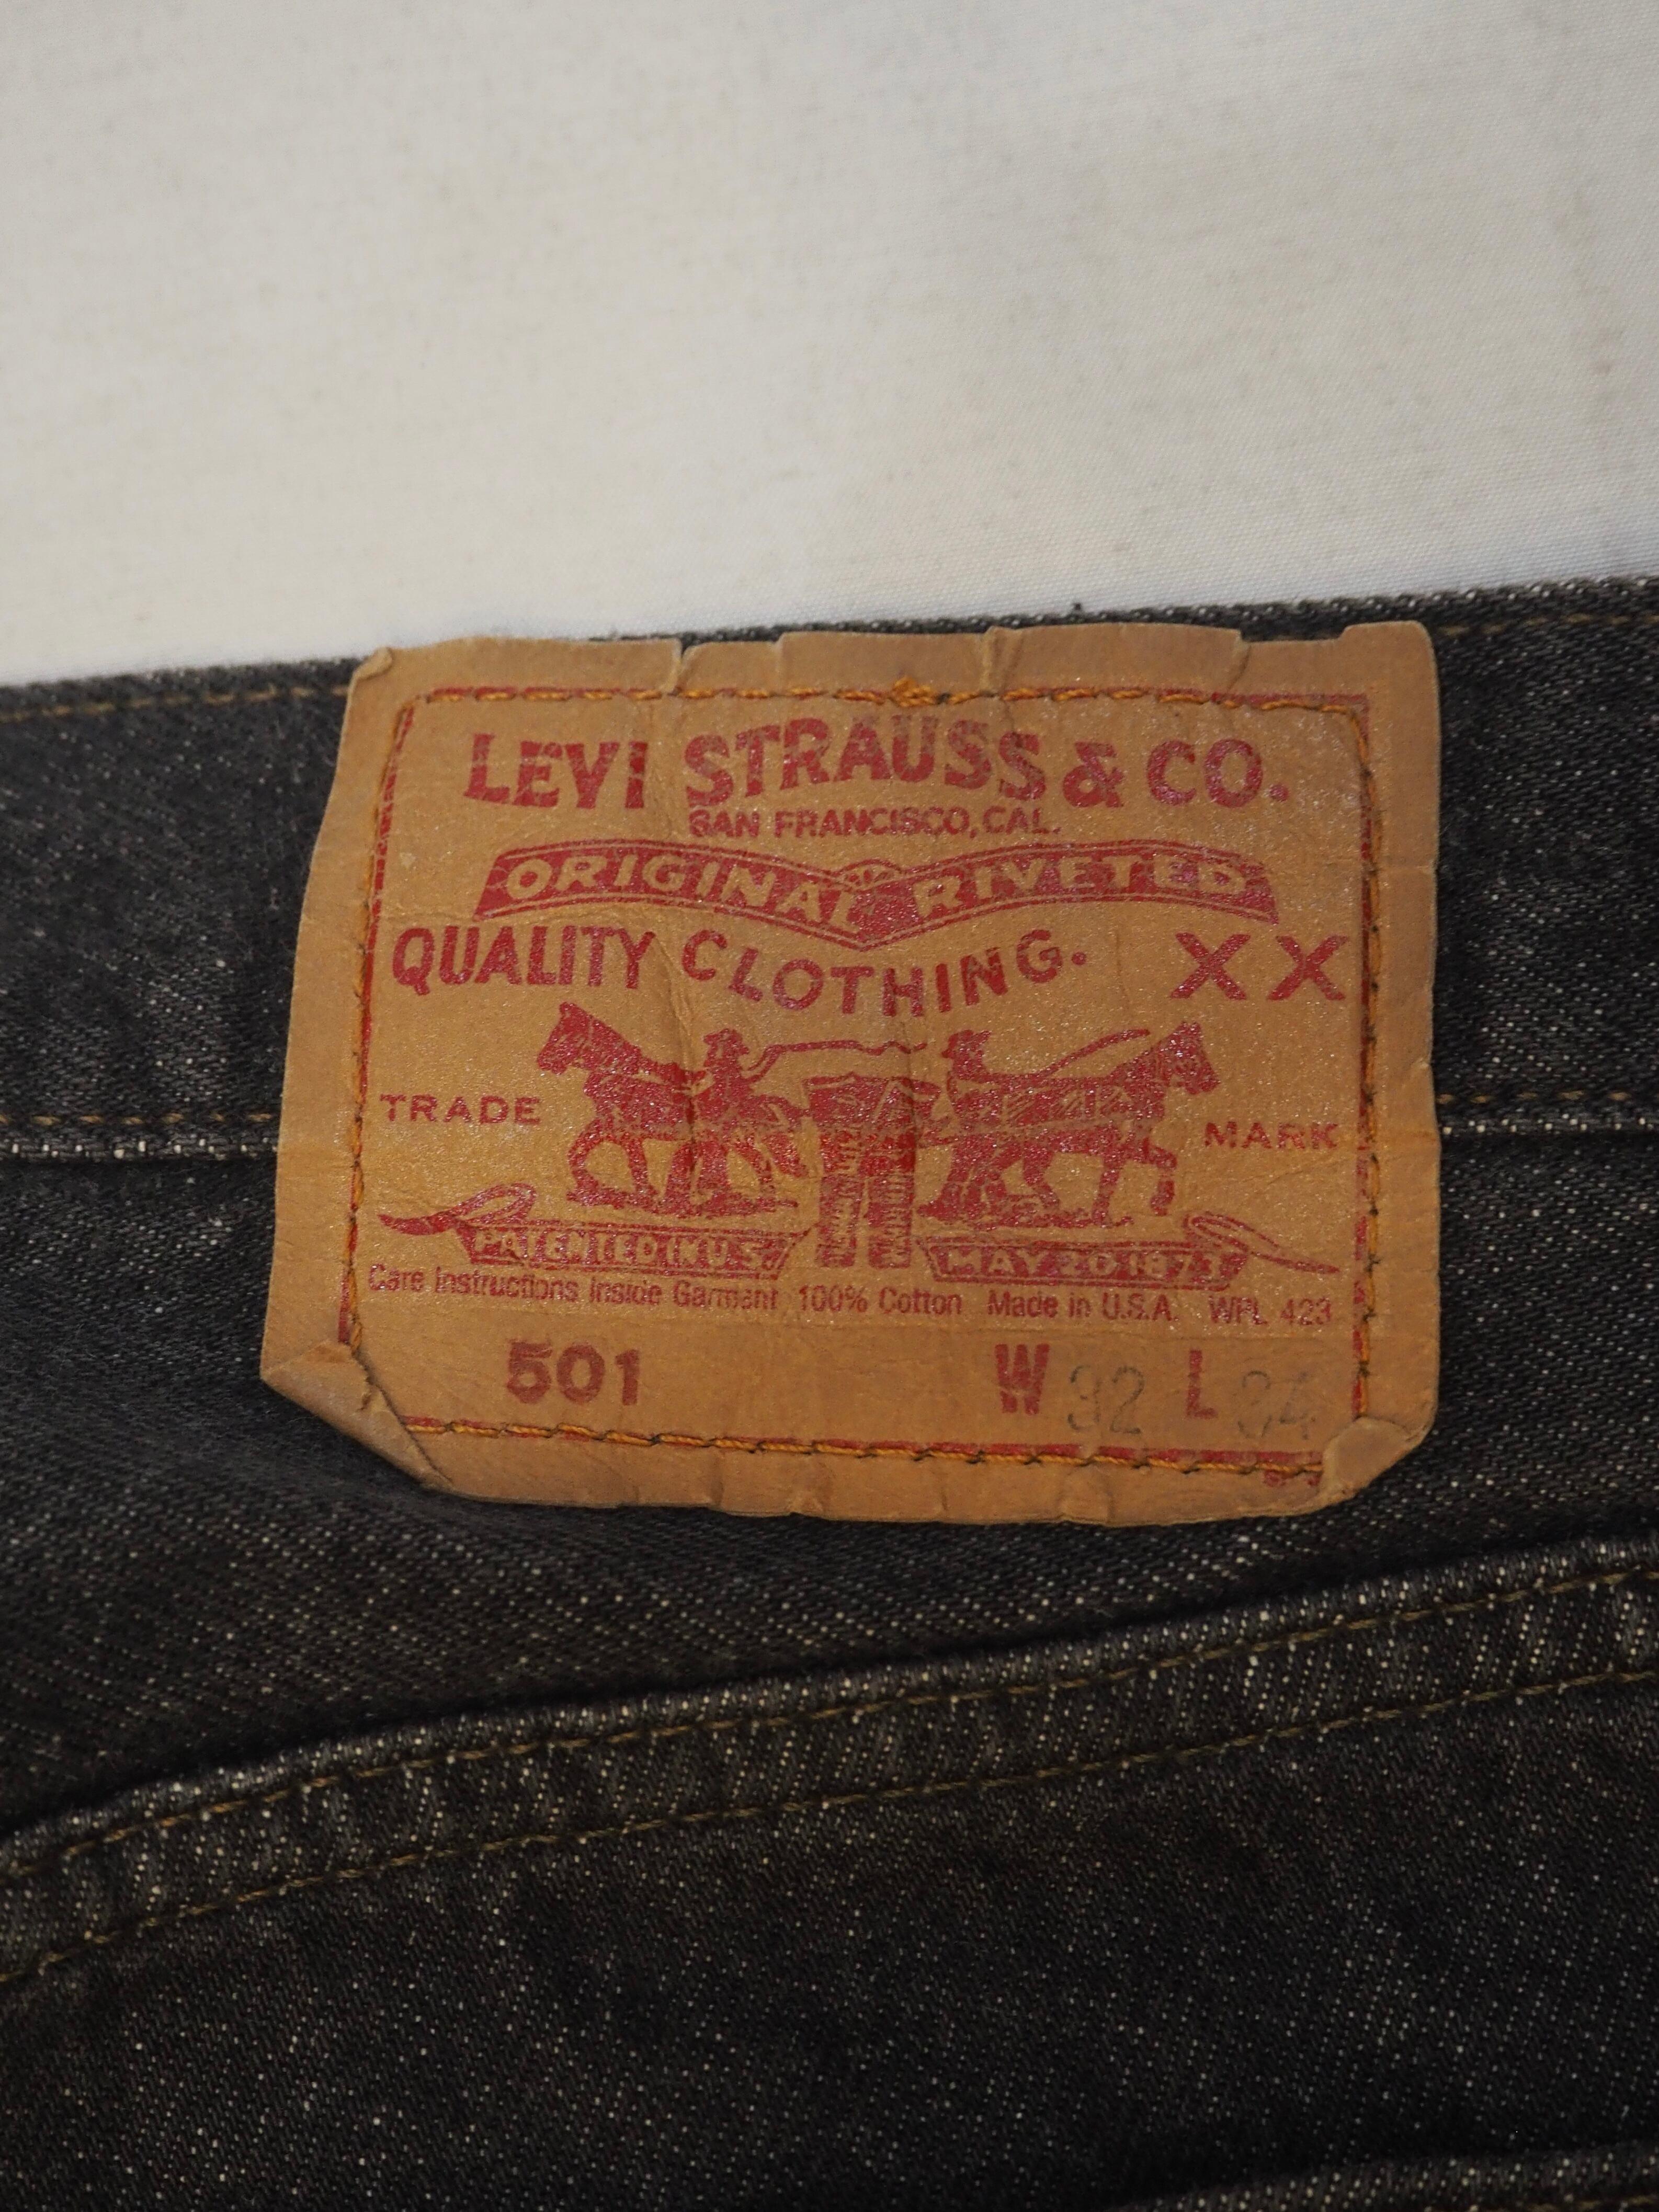 LEVI STRAUSS & CO.
SAN FRANCISCO, CAL.
ORIGINAL RIVETED
QUALITY CLOTHING. XX
TRADE MARK
PATENTED IN U.S. MAY 20 1873
Care Instructions Inside Garment 100% Cotton Made in U.S.A. WPL 423
501 W 32 L 34